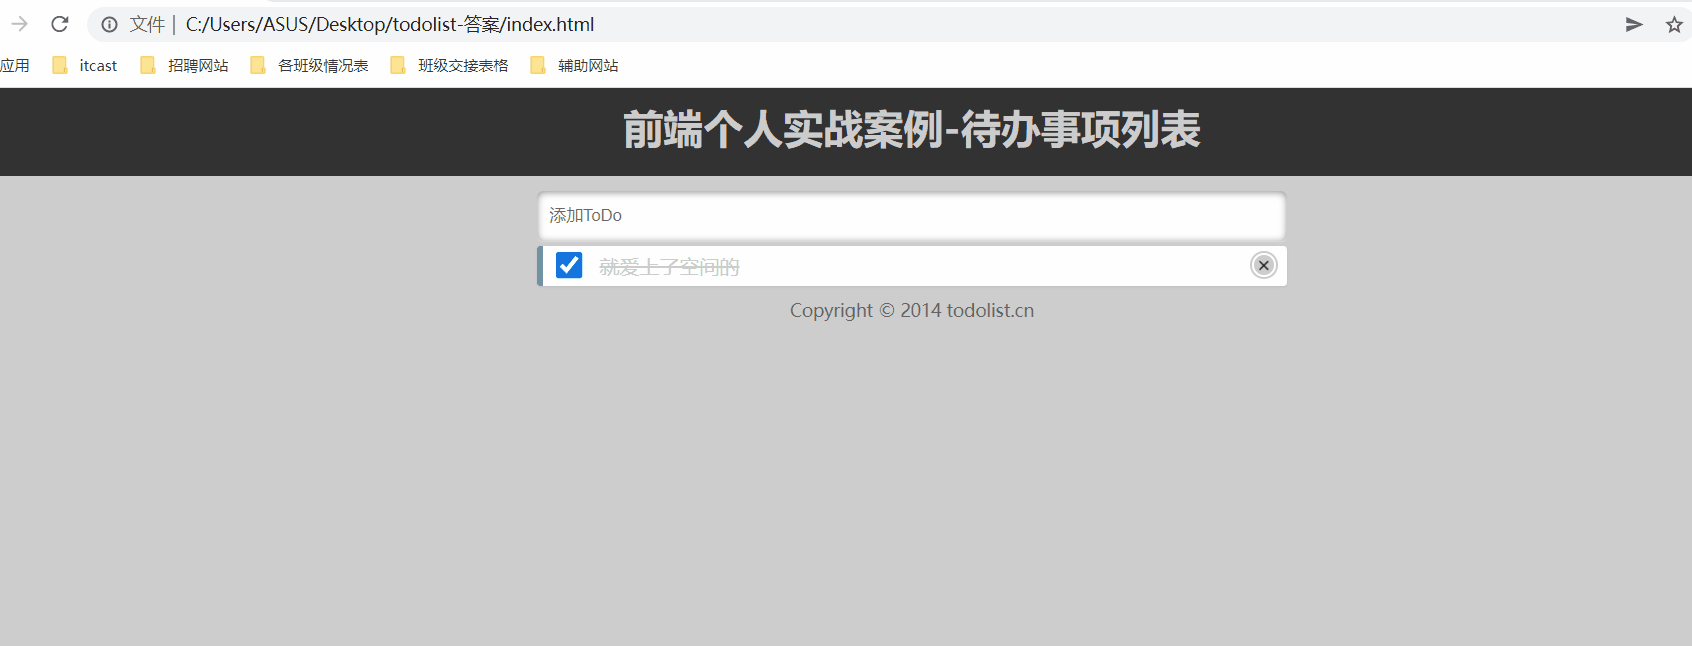 文件 | C:/Users/ASUS/Desktop/todolist-答案/index.html
应用 itcast 招聘网站 各班级情况表 班级交接表格 辅助网站
前端个人实战案例-待办事项列表
添加ToDo
就爱上了空间的
Copyright © 2014 todolist.cn